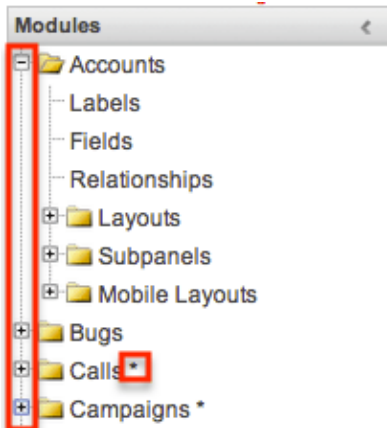 Modules
Accounts
Labels
Fields
Relationships
Layouts
Subpanels
Mobile Layouts
Bugs
Calls *
Campaigns *